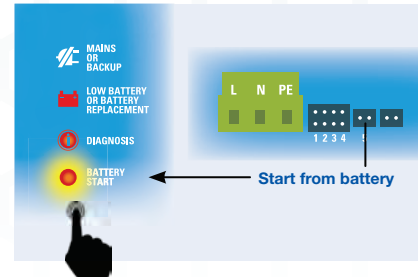 MAINS
OR
BACKUP
LOW BATTERY
OR BATTERY
REPLACEMENT
DIAGNOSIS
BATTERY
START
L N PE
1 2 3 4 5
Start from battery